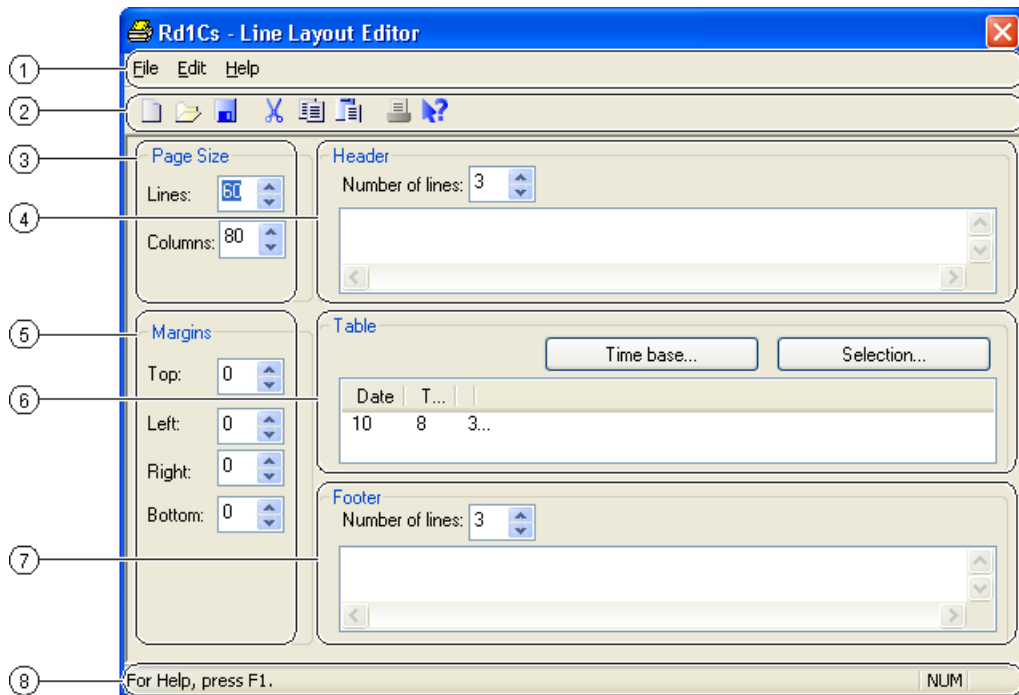 Rd1Cs - Line Layout Editor
1
File Edit Help
2
3
Page Size
Lines: 60
Columns: 80
4
Header
Number of lines: 3
5
Margins
Top: 0
Left: 0
Right: 0
Bottom: 0
6
Table
Time base... Selection...
Date T...
10 8 3...
7
Footer
Number of lines: 3
8
For Help, press F1. NUM